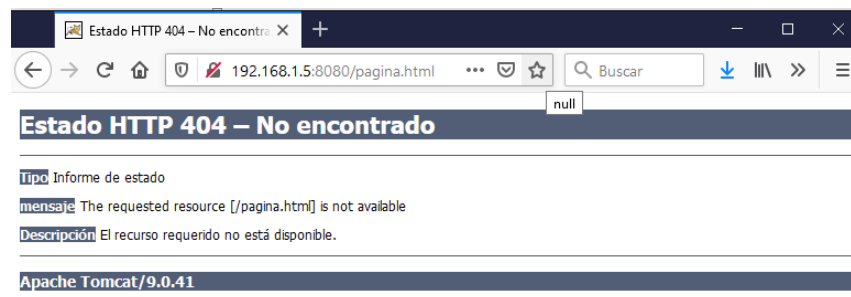 Estado HTTP 404 – No encontra
192.168.1.5:8080/pagina.html
Buscar
null
Estado HTTP 404 – No encontrado
Tipo Informe de estado
mensaje The requested resource [/pagina.html] is not available
Descripción El recurso requerido no está disponible.
Apache Tomcat/9.0.41